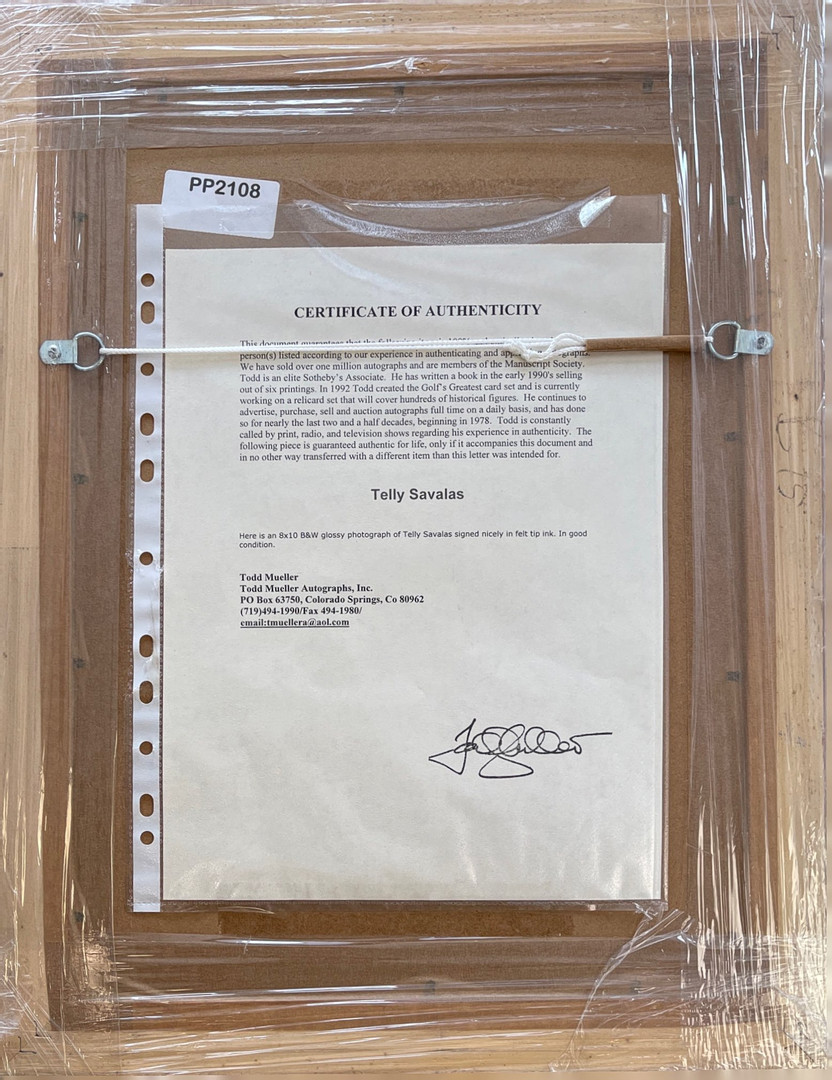 PP2108
CERTIFICATE OF AUTHENTICITY
This document guarantees that the
person(s) listed according to our experience in authenticating and
We have sold over one million autographs and are members of the Manuscript Society.
Todd is an elite Sotheby's Associate. He has written a book in the early 1990's selling
out of six printings. In 1992 Todd created the Golf's Greatest card set and is currently
working on a relicard set that will cover hundreds of historical figures. He continues to
advertise, purchase, sell and auction autographs full time on a daily basis, and has done
so for nearly the last two and a half decades, beginning in 1978. Todd is constantly
called by print, radio, and television shows regarding his experience in authenticity. The
following piece is guaranteed authentic for life, only if it accompanies this document and
in no other way transferred with a different item than this letter was intended for.
Telly Savalas
Here is an 8x10 B&W glossy photograph of Telly Savalas signed nicely in felt tip ink. In good
condition.
Todd Mueller
Todd Mueller Autographs, Inc.
PO Box 63750, Colorado Springs, Co 80962
(719)494-1990/Fax 494-1980/
email:tmuellera@aol.com